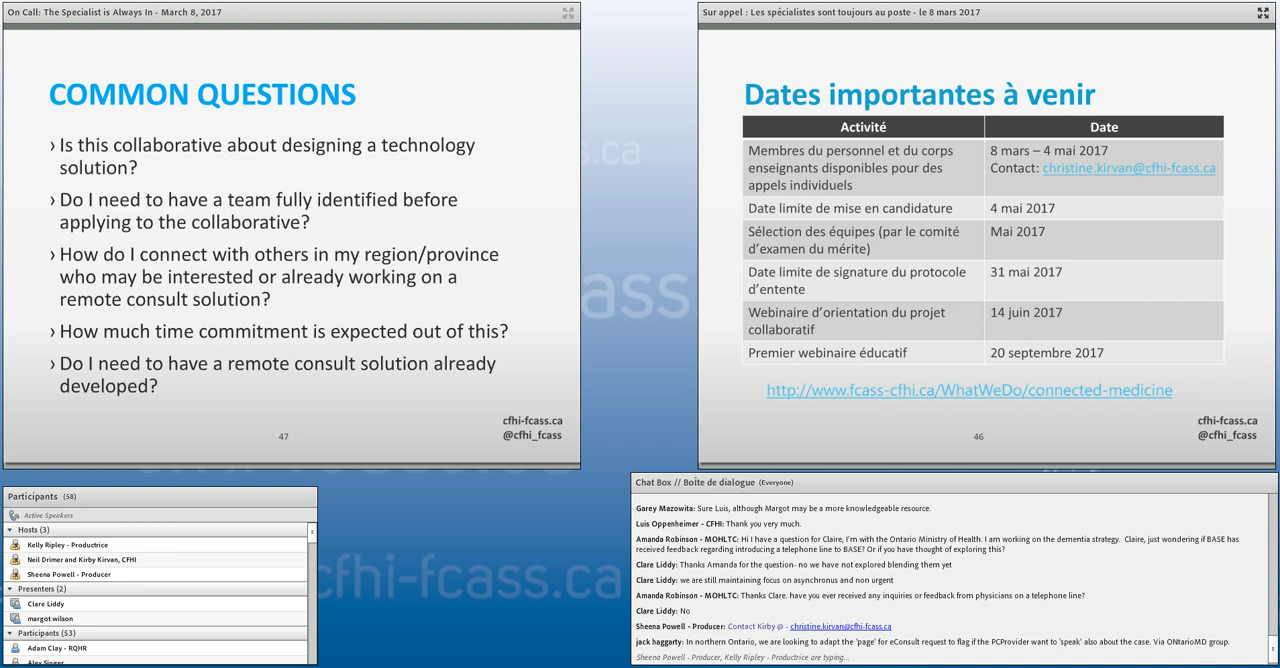 On Call: The Specialist is Always In - March 8, 2017
COMMON QUESTIONS
› Is this collaborative about designing a technology
solution?
› Do I need to have a team fully identified before
applying to the collaborative?
› How do I connect with others in my region/province
who may be interested or already working on a
remote consult solution?
› How much time commitment is expected out of this?
› Do I need to have a remote consult solution already
developed?
cfhi-fcass.ca
@cfhi_fcass
47
Sur appel : Les spécialistes sont toujours au poste - le 8 mars 2017
Dates importantes à venir
Activité Date
Membres du personnel et du corps
enseignants disponibles pour des
appels individuels
8 mars – 4 mai 2017
Contact: christine.kirvan@cfhi-fcass.ca
Date limite de mise en candidature 4 mai 2017
Sélection des équipes (par le comité
d’examen du mérite)
Mai 2017
Date limite de signature du protocole
d’entente
31 mai 2017
Webinaire d’orientation du projet
collaboratif
14 juin 2017
Premier webinaire éducatif 20 septembre 2017
http://www.fcass-cfhi.ca/WhatWeDo/connected-medicine
cfhi-fcass.ca
@cfhi_fcass
46
s.ca
ass.
cfhi-fcass.ca
Participants (58)
Active Speakers
Hosts (3)
Kelly Ripley - Productrice
Neil Drimer and Kirby Kirvan, CFHI
Sheena Powell - Producer
Presenters (2)
Clare Liddy
margot wilson
Participants (53)
Adam Clay - RQHR
Alex Singer
Chat Box // Boîte de dialogue (Everyone)
Garey Mazowita: Sure Luis, although Margot may be a more knowledgeable resource.
Luis Oppenheimer - CFHI: Thank you very much.
Amanda Robinson - MOHLTC: Hi I have a question for Claire, I'm with the Ontario Ministry of Health. I am working on the dementia strategy. Claire, just wondering if BASE has
received feedback regarding introducing a telephone line to BASE? Or if you have thought of exploring this?
Clare Liddy: Thanks Amanda for the question- no we have not explored blending them yet
Clare Liddy: we are still maintaining focus on asynchronus and non urgent
Amanda Robinson - MOHLTC: Thanks Clare. have you ever received any inquiries or feedback from physicians on a telephone line?
Clare Liddy: No
Sheena Powell - Producer: Contact Kirby @ - christine.kirvan@cfhi-fcass.ca
jack haggarty: In northern Ontario, we are looking to adapt the 'page' for eConsult request to flag if the PCProvider want to 'speak' also about the case. Via ONtarioMD group.
Sheena Powell - Producer, Kelly Ripley - Productrice are typing...